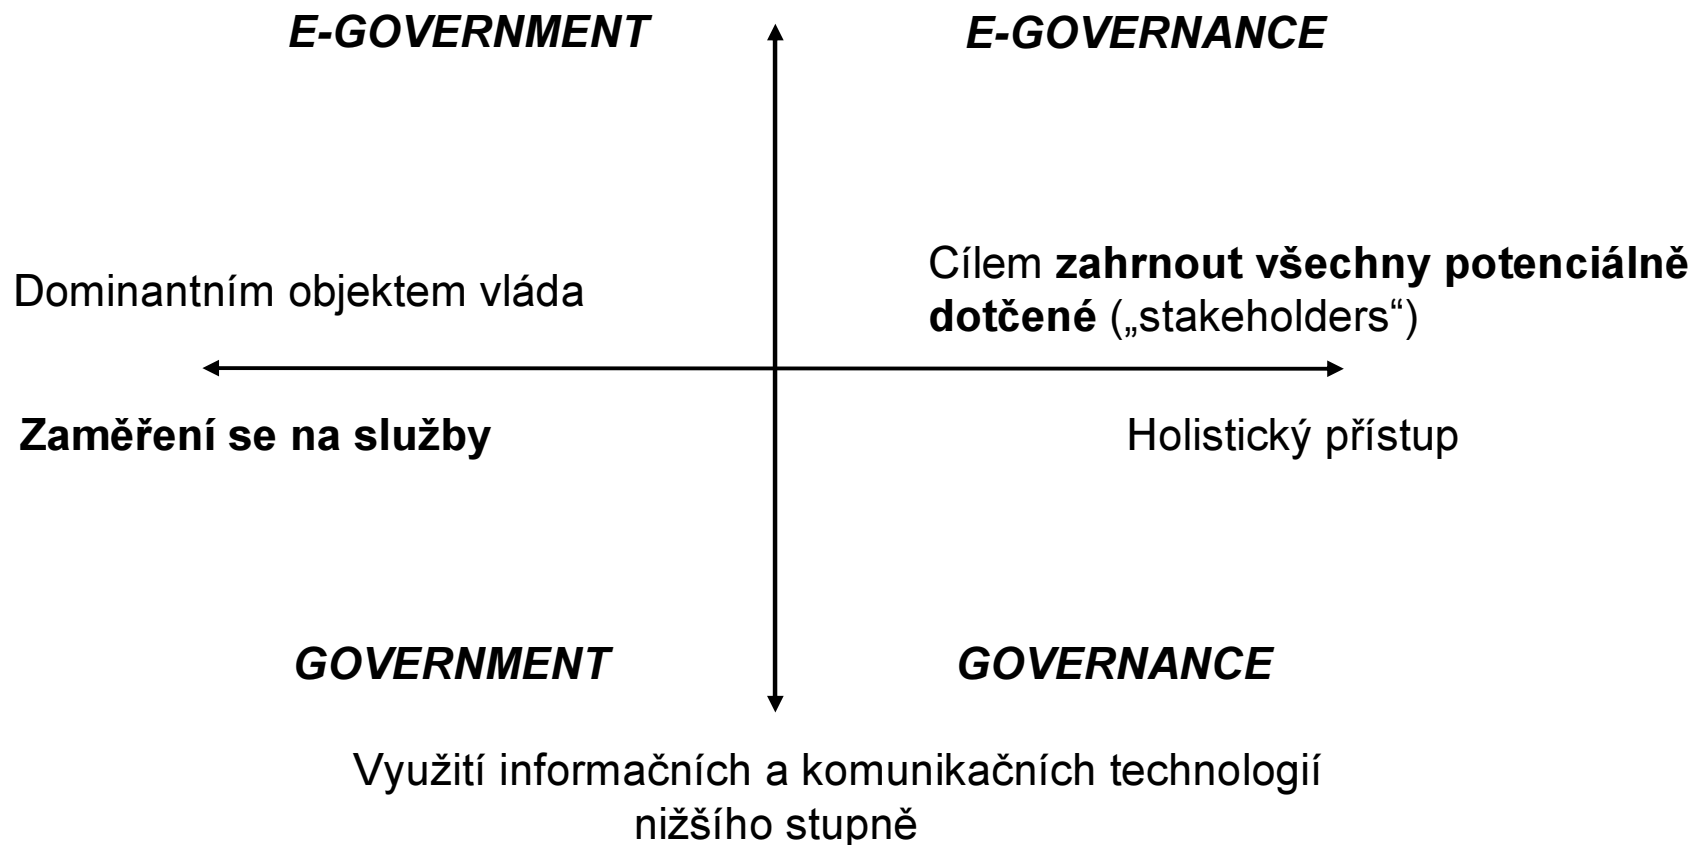 E-GOVERNMENT
E-GOVERNANCE
Dominantním objektem vláda
Cílem zahrnout všechny potenciálně
dotčené („stakeholders“)
Zaměření se na služby
Holistický přístup
GOVERNMENT
GOVERNANCE
Využití informačních a komunikačních technologií
nižšího stupně